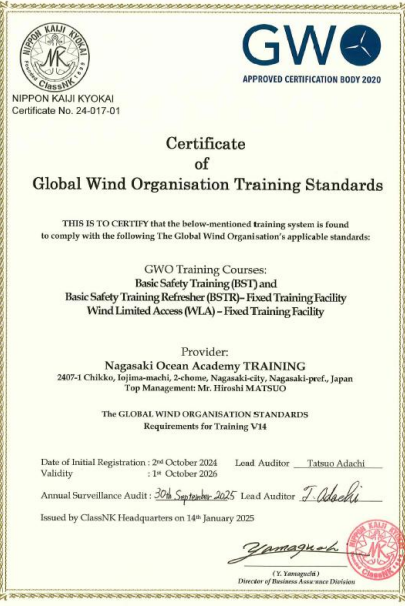 NIPPON KAIJI KYOKAI
Founded 1899
NK
ClassNK
GWO
APPROVED CERTIFICATION BODY 2020
NIPPON KAIJI KYOKAI
Certificate No. 24-017-01
Certificate
of
Global Wind Organisation Training Standards
THIS IS TO CERTIFY that the below-mentioned training system is found
to comply with the following The Global Wind Organisation's applicable standards:
GWO Training Courses:
Basic Safety Training (BST) and
Basic Safety Training Refresher (BSTR)– Fixed Training Facility
Wind Limited Access (WLA) – Fixed Training Facility
Provider:
Nagasaki Ocean Academy TRAINING
2407-1 Chikko, Iojima-machi, 2-chome, Nagasaki-city, Nagasaki-pref., Japan
Top Management: Mr. Hiroshi MATSUO
The GLOBAL WIND ORGANISATION STANDARDS
Requirements for Training V14
Date of Initial Registration : 2nd October 2024 Lead Auditor Tatsuo Adachi
Validity : 1st October 2026
Annual Surveillance Audit : 30th September 2025 Lead Auditor T. Adachi
Issued by ClassNK Headquarters on 14th January 2025
Yamaguchi
(Y. Yamaguchi)
Director of Business Assurance Division